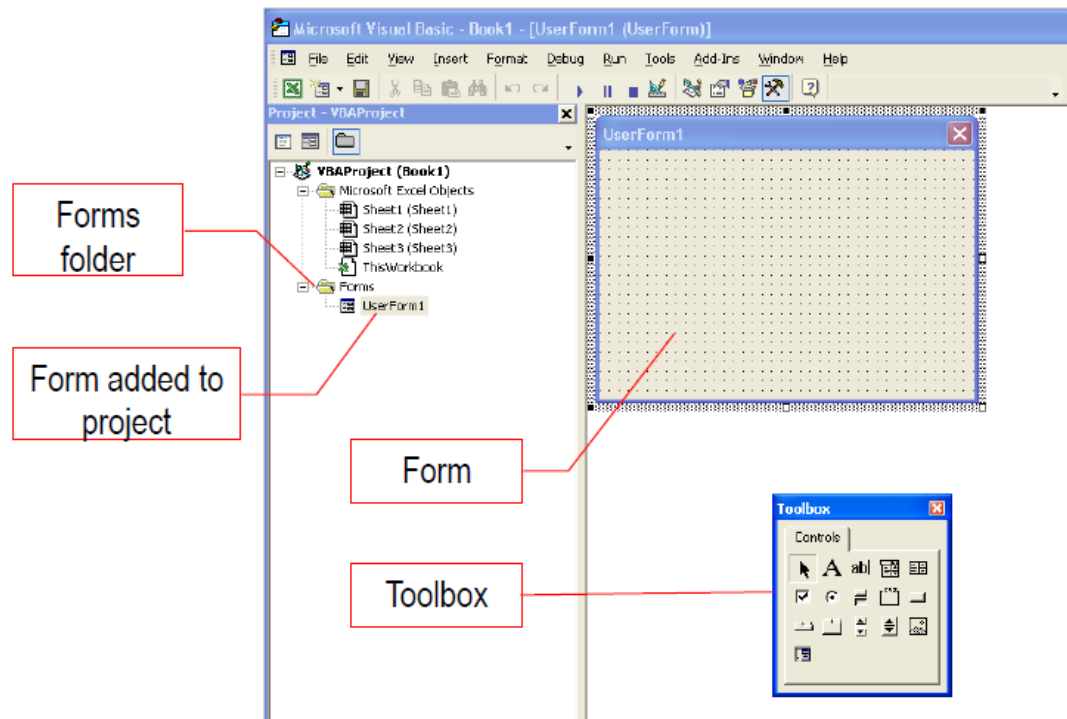 Microsoft Visual Basic - Book1 - [UserForm1 (UserForm)]
File Edit View Insert Format Debug Run Tools Add-Ins Window Help
Project - VBAProject
UserForm1
VBAProject (Book1)
Microsoft Excel Objects
Sheet1 (Sheet1)
Sheet2 (Sheet2)
Sheet3 (Sheet3)
ThisWorkbook
Forms
UserForm1
Forms
folder
Form added to
project
Form
Toolbox
Toolbox
Controls
A ab